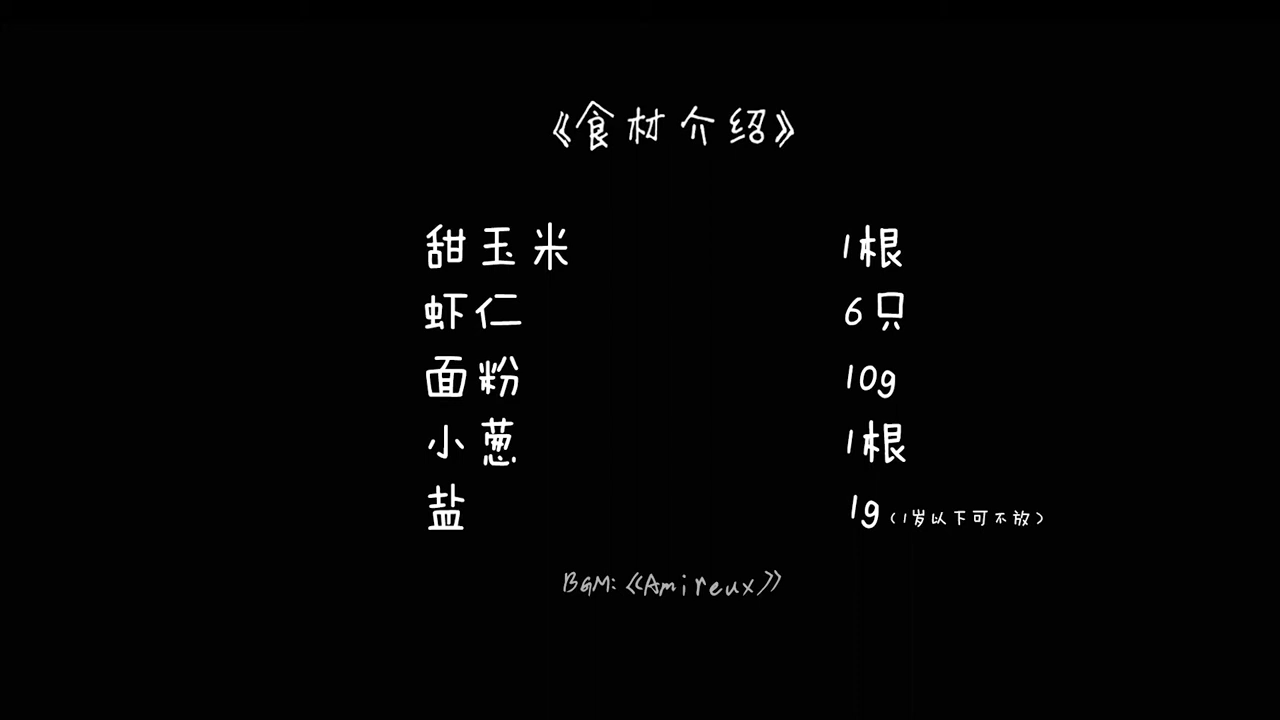 《食材介绍》
甜玉米 1根
虾仁 6只
面粉 10g
小葱 1根
盐 1g（1岁以下可不放）
BGM:《Amireux》